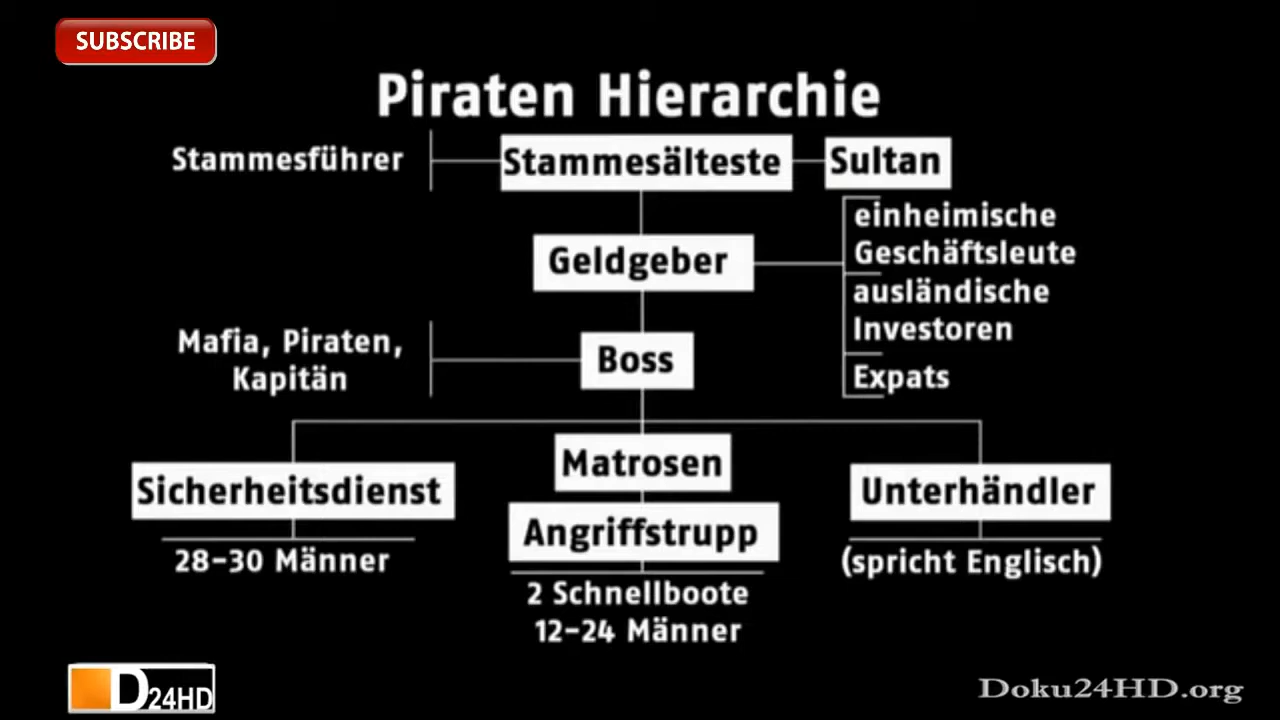 SUBSCRIBE
Piraten Hierarchie
Stammesführer
Stammesälteste
Sultan
Geldgeber
einheimische
Geschäftsleute
ausländische
Investoren
Expats
Mafia, Piraten,
Kapitän
Boss
Sicherheitsdienst
28-30 Männer
Matrosen
Angriffstrupp
2 Schnellboote
12-24 Männer
Unterhändler
(spricht Englisch)
D24HD
Doku24HD.org